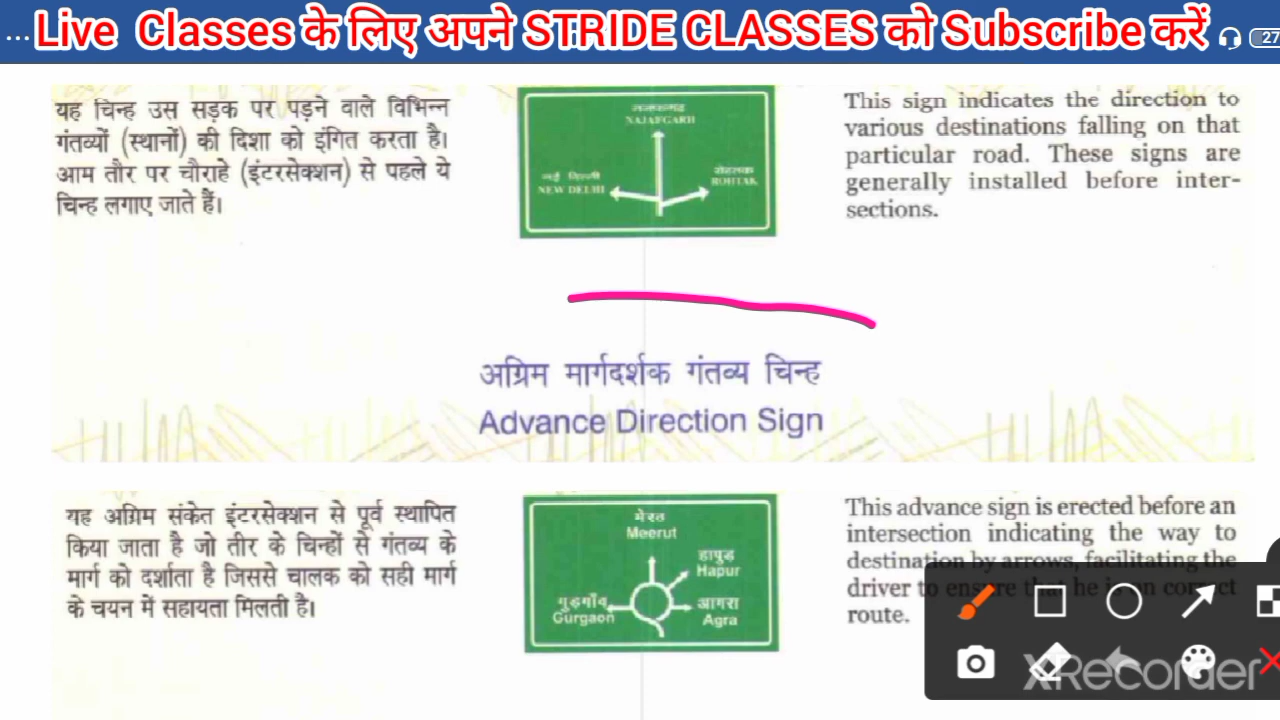 ...Live Classes के लिए अपने STRIDE CLASSES को Subscribe करें
27
यह चिन्ह उस सड़क पर पड़ने वाले विभिन्न
गंतव्यों (स्थानों) की दिशा को इंगित करता है।
आम तौर पर चौराहे (इंटरसेक्शन) से पहले ये
चिन्ह लगाए जाते हैं।
नजफगढ़
NAJAFGARH
नई दिल्ली
NEW DELHI
रोहतक
ROHTAK
This sign indicates the direction to
various destinations falling on that
particular road. These signs are
generally installed before inter-
sections.
अग्रिम मार्गदर्शक गंतव्य चिन्ह
Advance Direction Sign
यह अग्रिम संकेत इंटरसेक्शन से पूर्व स्थापित
किया जाता है जो तीर के चिन्हों से गंतव्य के
मार्ग को दर्शाता है जिससे चालक को सही मार्ग
के चयन में सहायता मिलती है।
मेरठ
Meerut
हापुड़
Hapur
गुड़गाँव
Gurgaon
आगरा
Agra
This advance sign is erected before an
intersection indicating the way to
destination by arrows, facilitating the
driver to ensure that he is on correct
route.
XRecorder